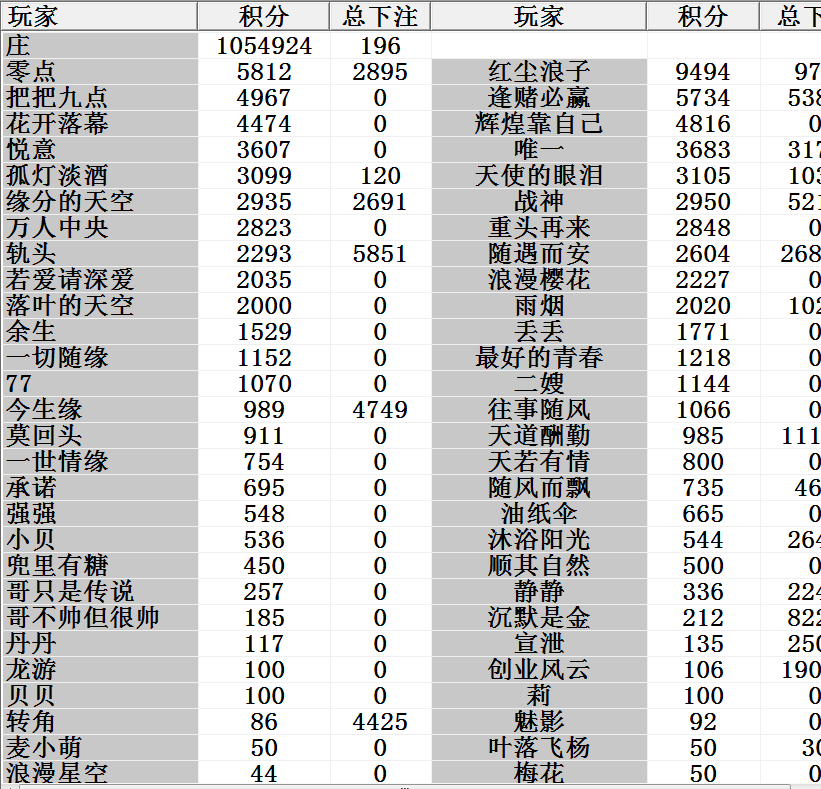 玩家 积分 总下注 玩家 积分 总下
庄 1054924 196
零点 5812 2895 红尘浪子 9494 97
把把九点 4967 0 逢赌必赢 5734 538
花开落幕 4474 0 辉煌靠自己 4816 0
悦意 3607 0 唯一 3683 317
孤灯淡酒 3099 120 天使的眼泪 3105 103
缘分的天空 2935 2691 战神 2950 521
万人中央 2823 0 重头再来 2848 0
轨头 2293 5851 随遇而安 2604 268
若爱请深爱 2035 0 浪漫樱花 2227 0
落叶的天空 2000 0 雨烟 2020 102
余生 1529 0 丢丢 1771 0
一切随缘 1152 0 最好的青春 1218 0
77 1070 0 二嫂 1144 0
今生缘 989 4749 往事随风 1066 0
莫回头 911 0 天道酬勤 985 111
一世情缘 754 0 天若有情 800 0
承诺 695 0 随风而飘 735 46
强强 548 0 油纸伞 665 0
小贝 536 0 沐浴阳光 544 264
兜里有糖 450 0 顺其自然 500 0
哥只是传说 257 0 静静 336 224
哥不帅但很帅 185 0 沉默是金 212 822
丹丹 117 0 宣泄 135 250
龙游 100 0 创业风云 106 190
贝贝 100 0 莉 100 0
转角 86 4425 魅影 92 0
麦小萌 50 0 叶落飞杨 50 30
浪漫星空 44 0 梅花 50 0